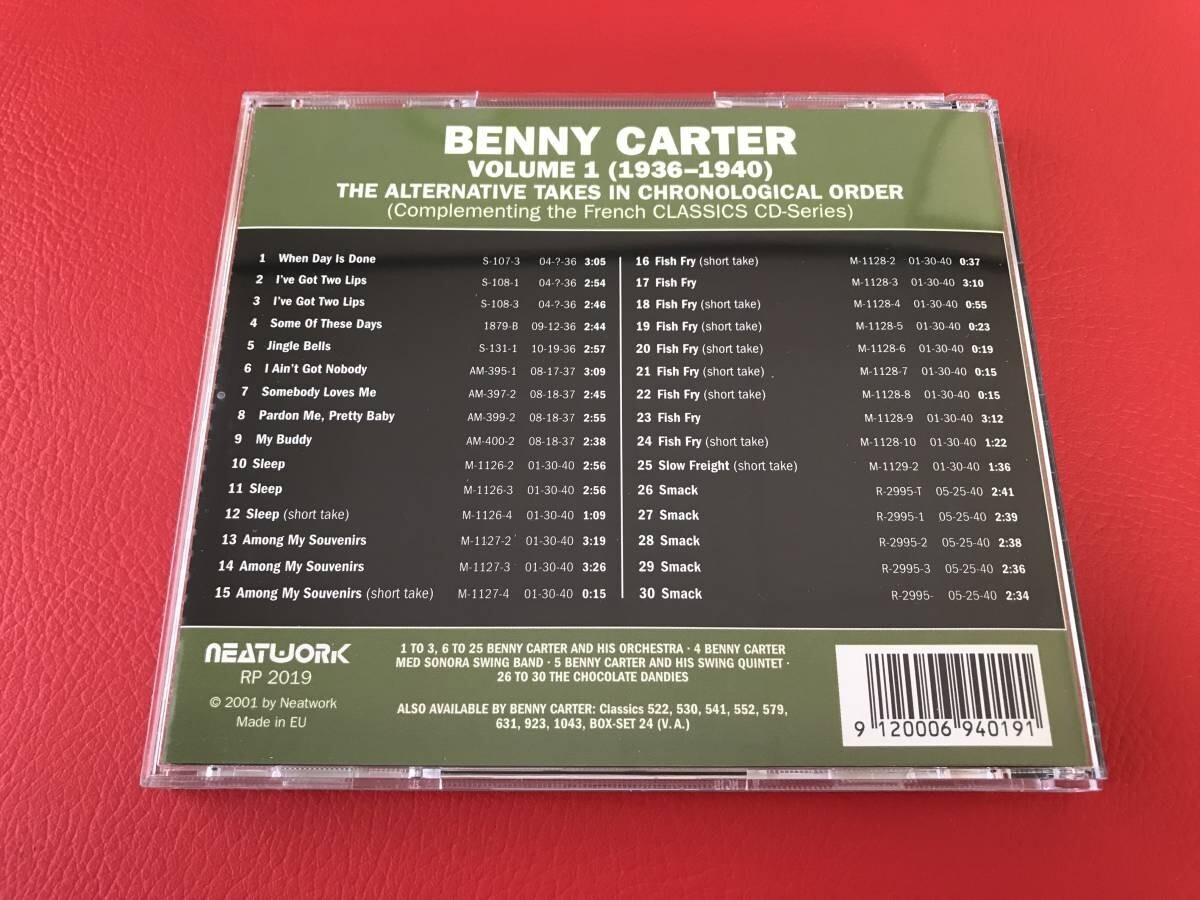 BENNY CARTER
VOLUME 1 (1936–1940)
THE ALTERNATIVE TAKES IN CHRONOLOGICAL ORDER
(Complementing the French CLASSICS CD-Series)
1 When Day Is Done S-107-3 04-?-36 3:05
2 I've Got Two Lips S-108-1 04-?-36 2:54
3 I've Got Two Lips S-108-3 04-?-36 2:46
4 Some Of These Days 1879-B 09-12-36 2:44
5 Jingle Bells S-131-1 10-19-36 2:57
6 I Ain't Got Nobody AM-395-1 08-17-37 3:09
7 Somebody Loves Me AM-397-2 08-18-37 2:45
8 Pardon Me, Pretty Baby AM-399-2 08-18-37 2:55
9 My Buddy AM-400-2 08-18-37 2:38
10 Sleep M-1126-2 01-30-40 2:56
11 Sleep M-1126-3 01-30-40 2:56
12 Sleep (short take) M-1126-4 01-30-40 1:09
13 Among My Souvenirs M-1127-2 01-30-40 3:19
14 Among My Souvenirs M-1127-3 01-30-40 3:26
15 Among My Souvenirs (short take) M-1127-4 01-30-40 0:15
16 Fish Fry (short take) M-1128-2 01-30-40 0:37
17 Fish Fry M-1128-3 01-30-40 3:10
18 Fish Fry (short take) M-1128-4 01-30-40 0:55
19 Fish Fry (short take) M-1128-5 01-30-40 0:23
20 Fish Fry (short take) M-1128-6 01-30-40 0:19
21 Fish Fry (short take) M-1128-7 01-30-40 0:15
22 Fish Fry (short take) M-1128-8 01-30-40 0:15
23 Fish Fry M-1128-9 01-30-40 3:12
24 Fish Fry (short take) M-1128-10 01-30-40 1:22
25 Slow Freight (short take) M-1129-2 01-30-40 1:36
26 Smack R-2995-T 05-25-40 2:41
27 Smack R-2995-1 05-25-40 2:39
28 Smack R-2995-2 05-25-40 2:38
29 Smack R-2995-3 05-25-40 2:36
30 Smack R-2995- 05-25-40 2:34
NEATWORK
RP 2019
© 2001 by Neatwork
Made in EU
1 TO 3, 6 TO 25 BENNY CARTER AND HIS ORCHESTRA · 4 BENNY CARTER
MED SONORA SWING BAND · 5 BENNY CARTER AND HIS SWING QUINTET ·
26 TO 30 THE CHOCOLATE DANDIES
ALSO AVAILABLE BY BENNY CARTER: Classics 522, 530, 541, 552, 579,
631, 923, 1043, BOX-SET 24 (V.A.)
9 120006 940191